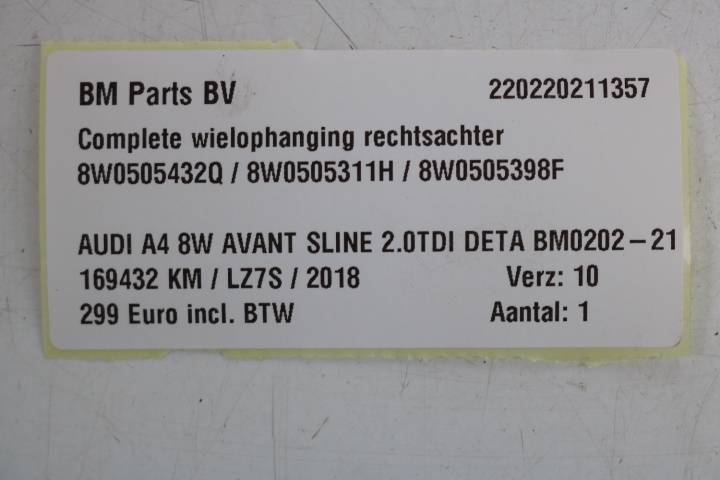 BM Parts BV 220220211357
Complete wielophanging rechtsachter
8W0505432Q / 8W0505311H / 8W0505398F
AUDI A4 8W AVANT SLINE 2.0TDI DETA BM0202-21
169432 KM / LZ7S / 2018 Verz: 10
299 Euro incl. BTW Aantal: 1